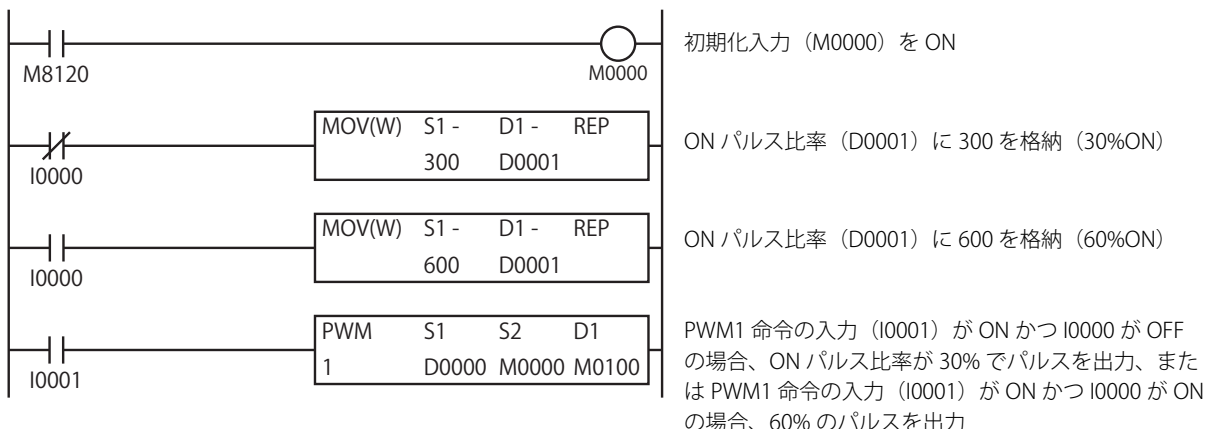 初期化入力（M0000）を ON
M8120
M0000
MOV(W) S1 - D1 - REP
300 D0001
ON パルス比率（D0001）に 300 を格納（30%ON）
I0000
MOV(W) S1 - D1 - REP
600 D0001
ON パルス比率（D0001）に 600 を格納（60%ON）
I0000
PWM S1 S2 D1
1 D0000 M0000 M0100
I0001
PWM1 命令の入力（I0001）が ON かつ I0000 が OFF
の場合、ON パルス比率が 30% でパルスを出力、また
は PWM1 命令の入力（I0001）が ON かつ I0000 が ON
の場合、60% のパルスを出力